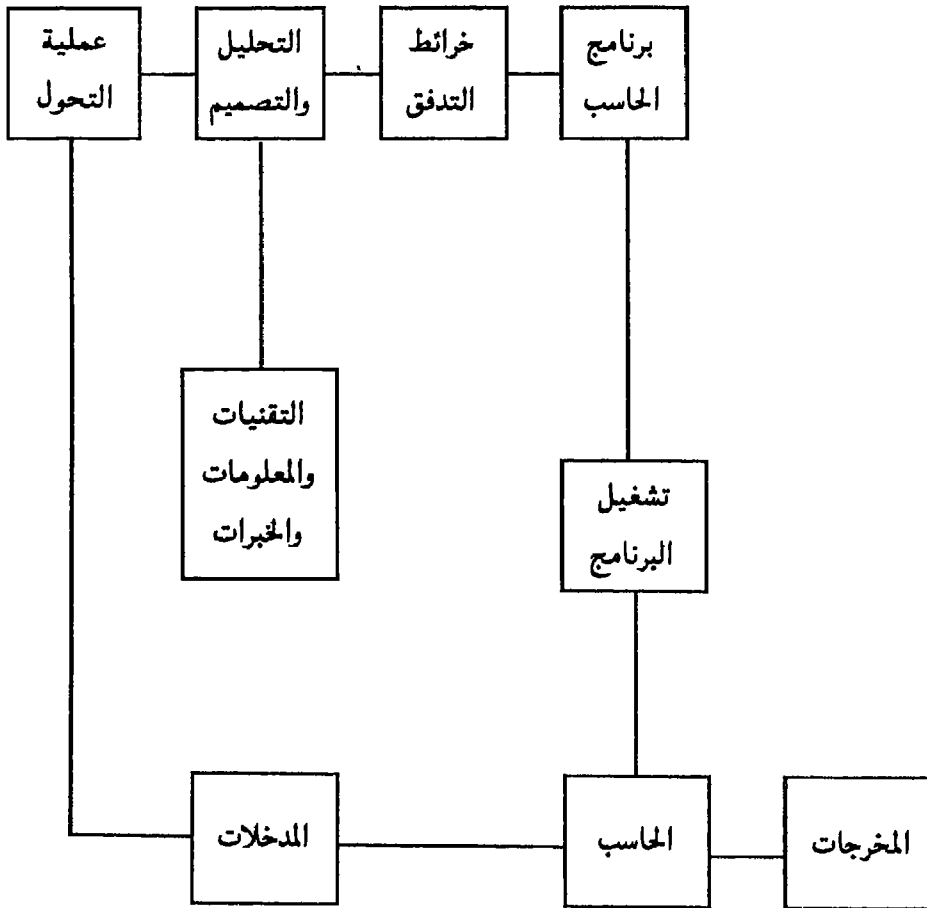 عملية
التحول
التحليل
والتصميم
خرائط
التدفق
برنامج
الحاسب
التقنيات
والمعلومات
والخبرات
تشغيل
البرنامج
المدخلات
الحاسب
المخرجات